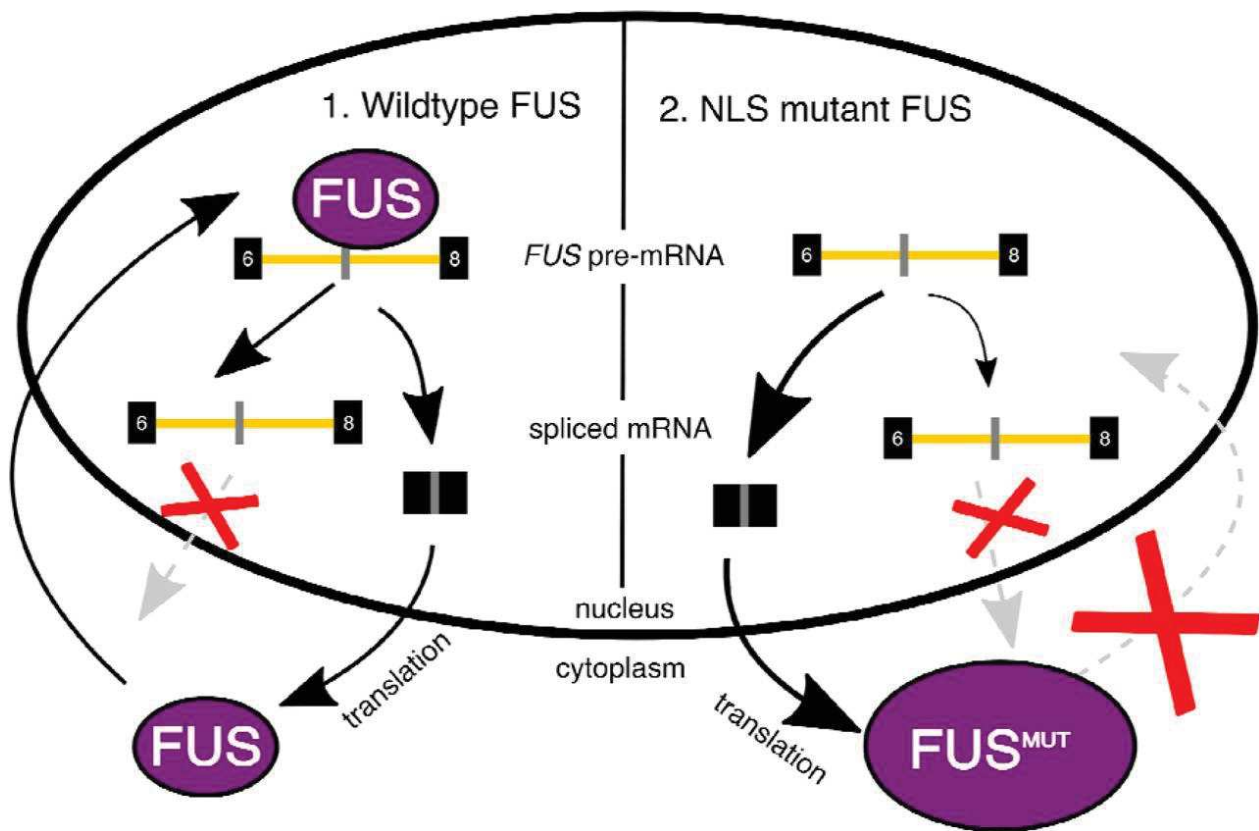 1. Wildtype FUS
2. NLS mutant FUS
FUS
6
8
FUS pre-mRNA
6
8
6
8
spliced mRNA
6
8
nucleus
cytoplasm
translation
translation
FUS
FUSᴹᵁᵀ